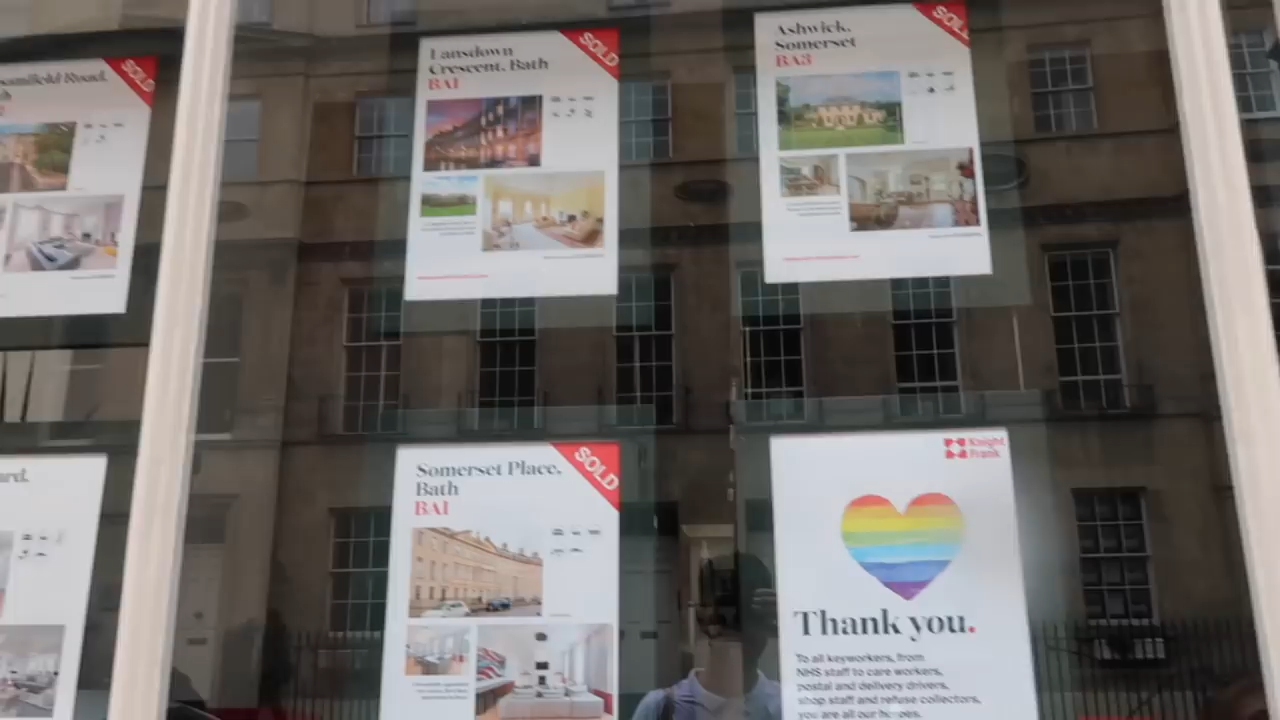 Road.
SOLD
Lansdown
Crescent, Bath
BA1
SOLD
Ashwick,
Somerset
BA3
SOLD
Somerset Place,
Bath
BA1
SOLD
Knight
Frank
Thank you.
To all keyworkers, from
NHS staff to care workers,
postal and delivery drivers,
shop staff and refuse collectors,
you are all our heroes.